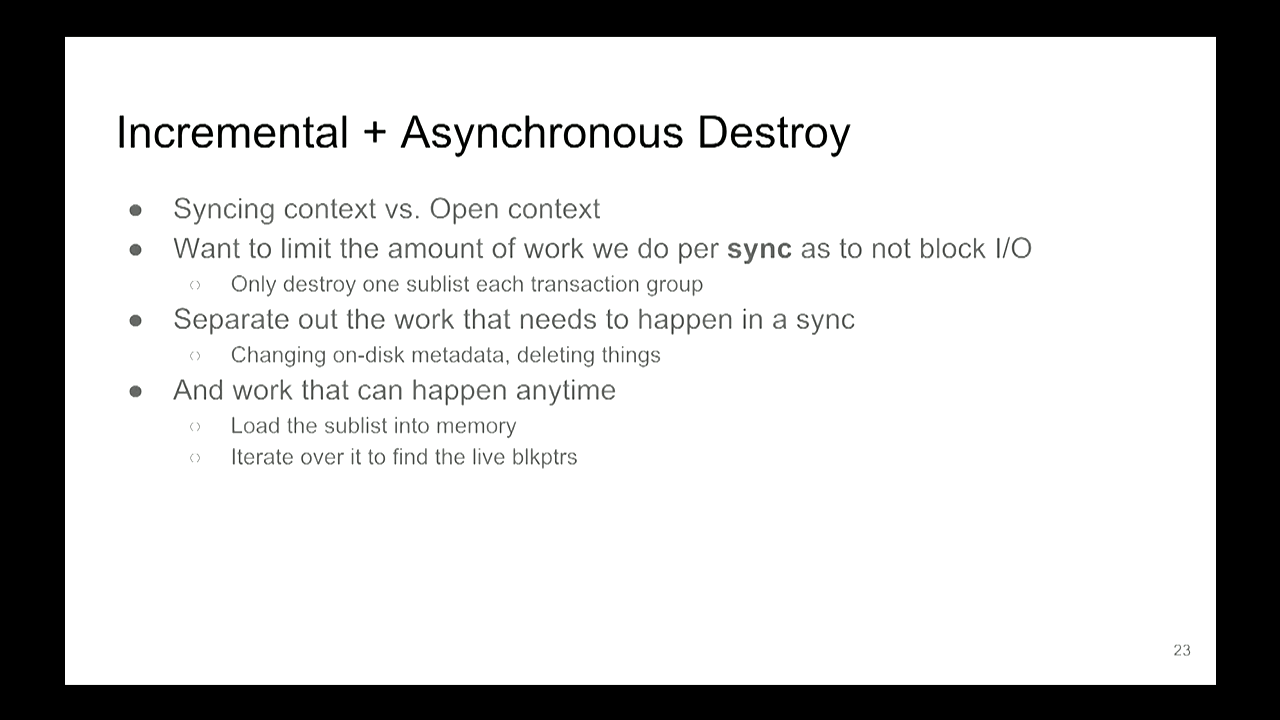 Incremental + Asynchronous Destroy
● Syncing context vs. Open context
● Want to limit the amount of work we do per sync as to not block I/O
○ Only destroy one sublist each transaction group
● Separate out the work that needs to happen in a sync
○ Changing on-disk metadata, deleting things
● And work that can happen anytime
○ Load the sublist into memory
○ Iterate over it to find the live blkptrs
23